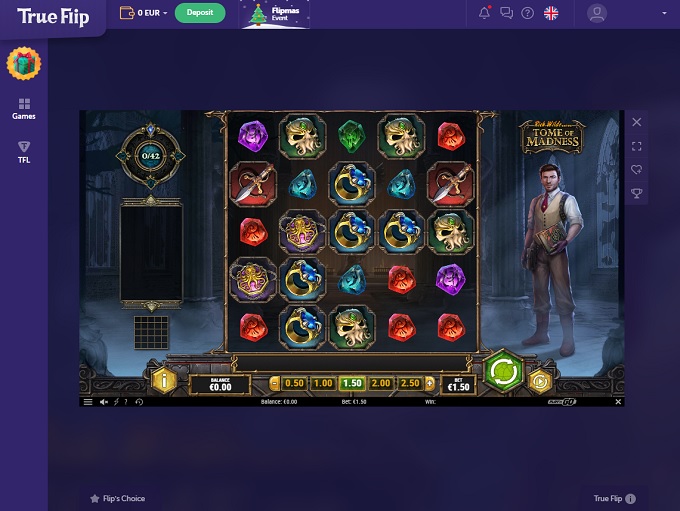 True Flip
0 EUR
Deposit
Flipmas
Event
Games
TFL
0/42
Rich Wilde
TOME OF
MADNESS
BALANCE
€0.00
0.50 1.00 1.50 2.00 2.50
BET
€1.50
Balance: €0.00 Bet: €1.50 Win:
PLAY'n GO
Flip's Choice
True Flip